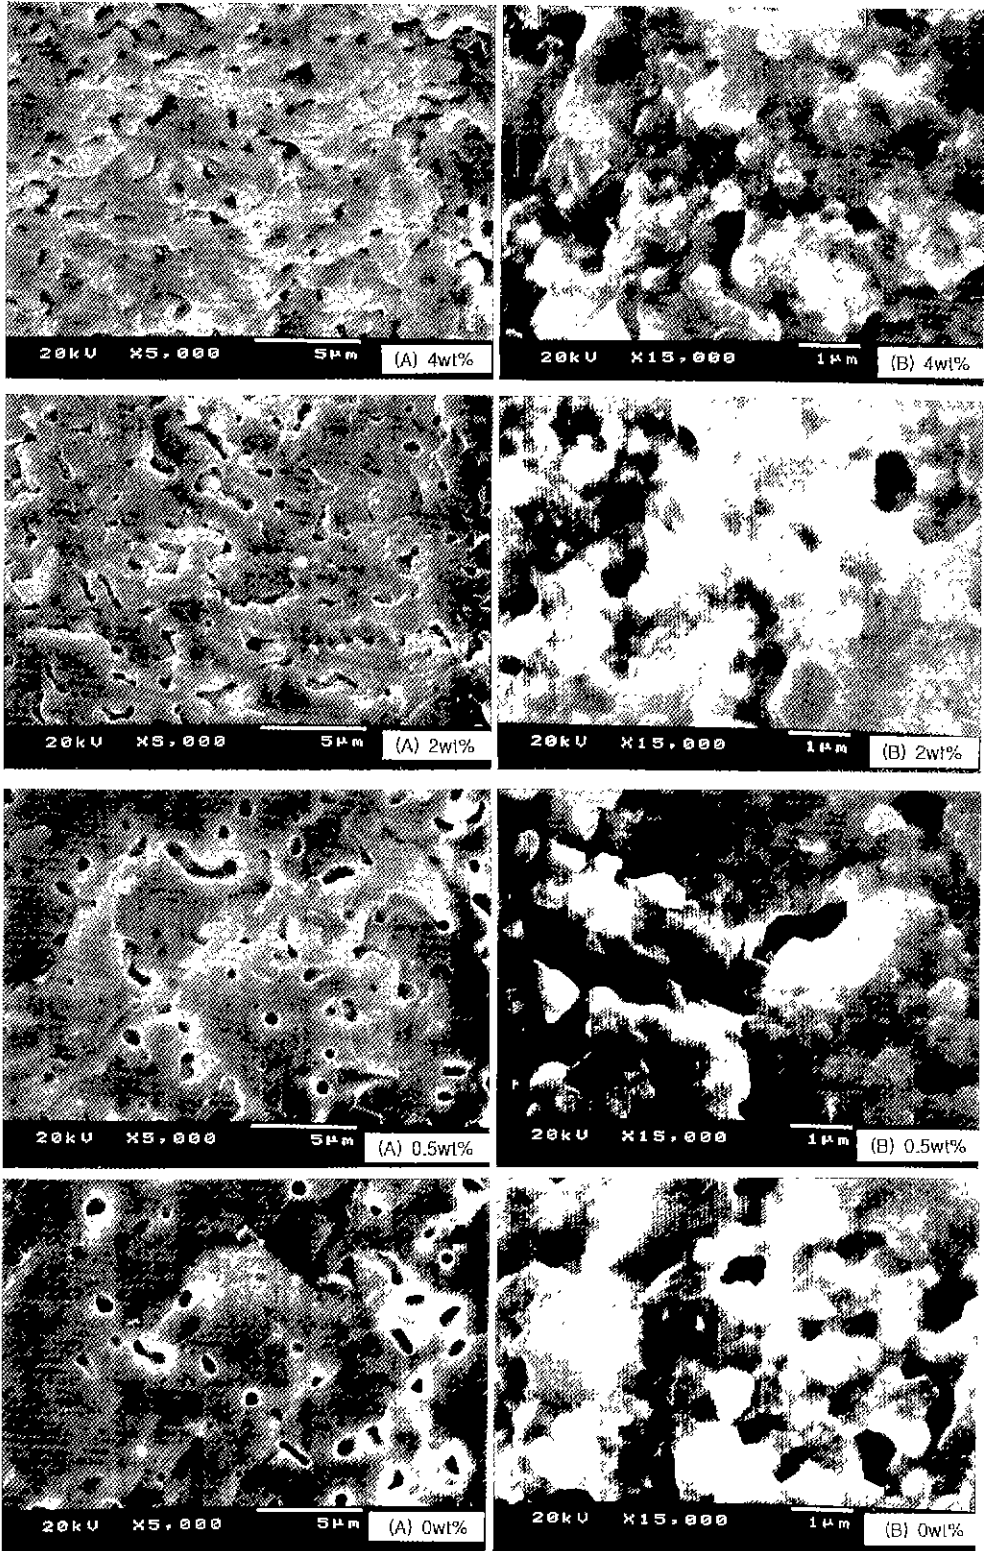 20kV X5,000 5μm (A) 4wt%
20kV X15,000 1μm (B) 4wt%
20kV X5,000 5μm (A) 2wt%
20kV X15,000 1μm (B) 2wt%
20kV X5,000 5μm (A) 0.5wt%
20kV X15,000 1μm (B) 0.5wt%
20kV X5,000 5μm (A) 0wt%
20kV X15,000 1μm (B) 0wt%